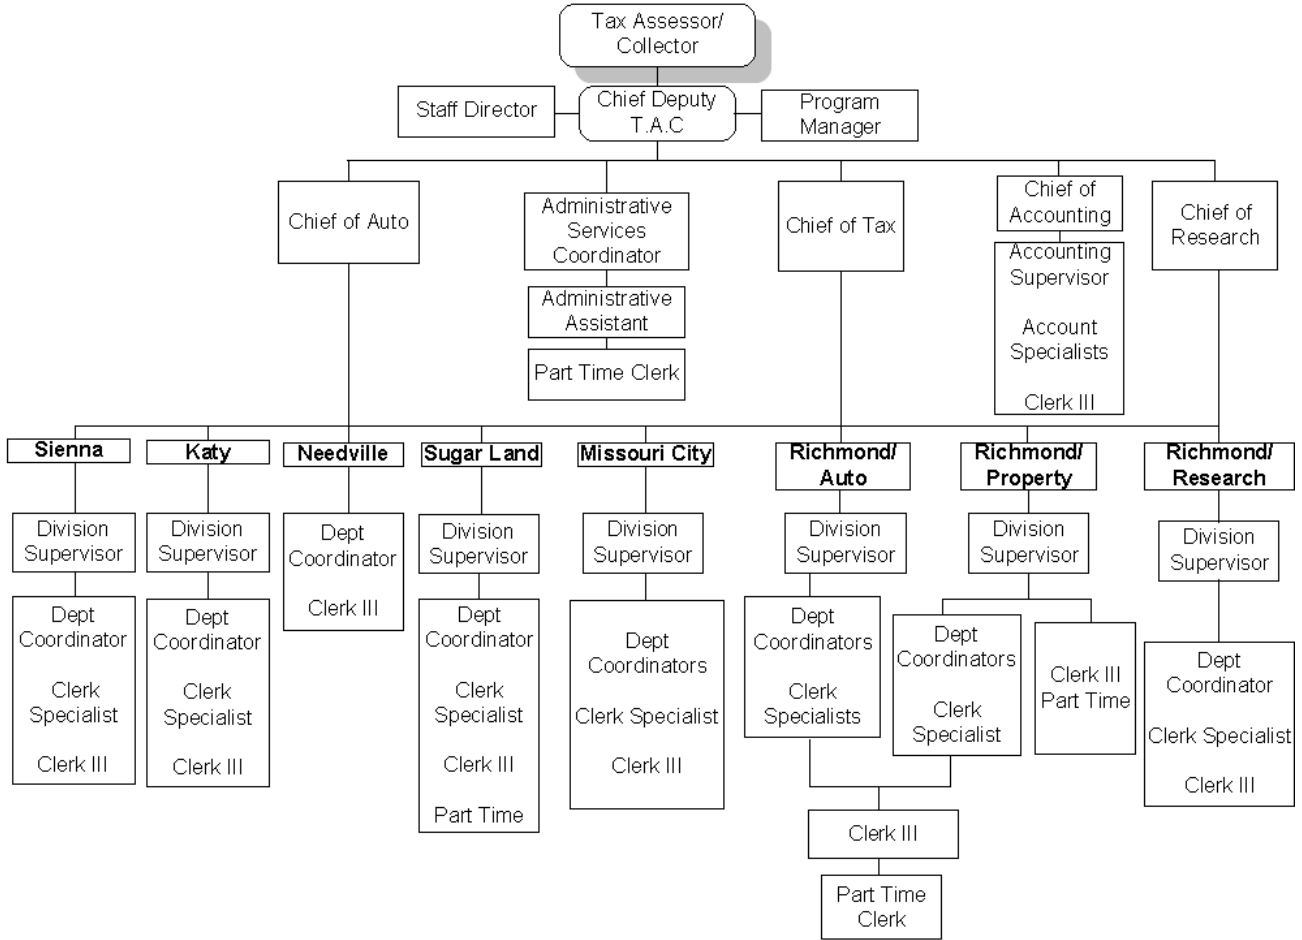 Tax Assessor/
Collector
Staff Director
Chief Deputy
T.A.C
Program
Manager
Chief of Auto
Administrative
Services
Coordinator
Administrative
Assistant
Part Time Clerk
Chief of Tax
Chief of
Accounting
Accounting
Supervisor
Account
Specialists
Clerk III
Chief of
Research
Sienna
Division
Supervisor
Dept
Coordinator
Clerk
Specialist
Clerk III
Katy
Division
Supervisor
Dept
Coordinator
Clerk
Specialist
Clerk III
Needville
Dept
Coordinator
Clerk III
Sugar Land
Division
Supervisor
Dept
Coordinator
Clerk
Specialist
Clerk III
Part Time
Missouri City
Division
Supervisor
Dept
Coordinators
Clerk Specialist
Clerk III
Richmond/
Auto
Division
Supervisor
Dept
Coordinators
Clerk
Specialists
Richmond/
Property
Division
Supervisor
Dept
Coordinators
Clerk
Specialist
Clerk III
Part Time
Clerk III
Part Time
Clerk
Richmond/
Research
Division
Supervisor
Dept
Coordinator
Clerk Specialist
Clerk III